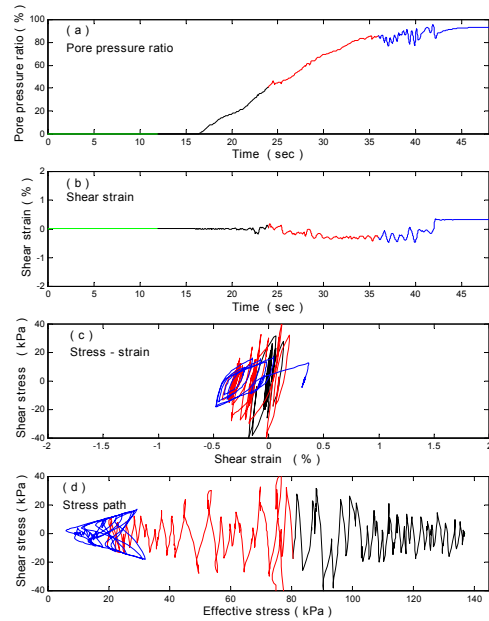 Pore pressure ratio ( % )
100
80
60
40
20
0
( a )
Pore pressure ratio
0 5 10 15 20 25 30 35 40 45
Time ( sec )
Shear strain ( % )
2
1
0
-1
-2
( b )
Shear strain
0 5 10 15 20 25 30 35 40 45
Time ( sec )
Shear stress ( kPa )
40
20
0
-20
-40
( c )
Stress - strain
-2 -1.5 -1 -0.5 0 0.5 1 1.5 2
Shear strain ( % )
Shear stress ( kPa )
40
20
0
-20
-40
( d )
Stress path
0 20 40 60 80 100 120 140
Effective stress ( kPa )